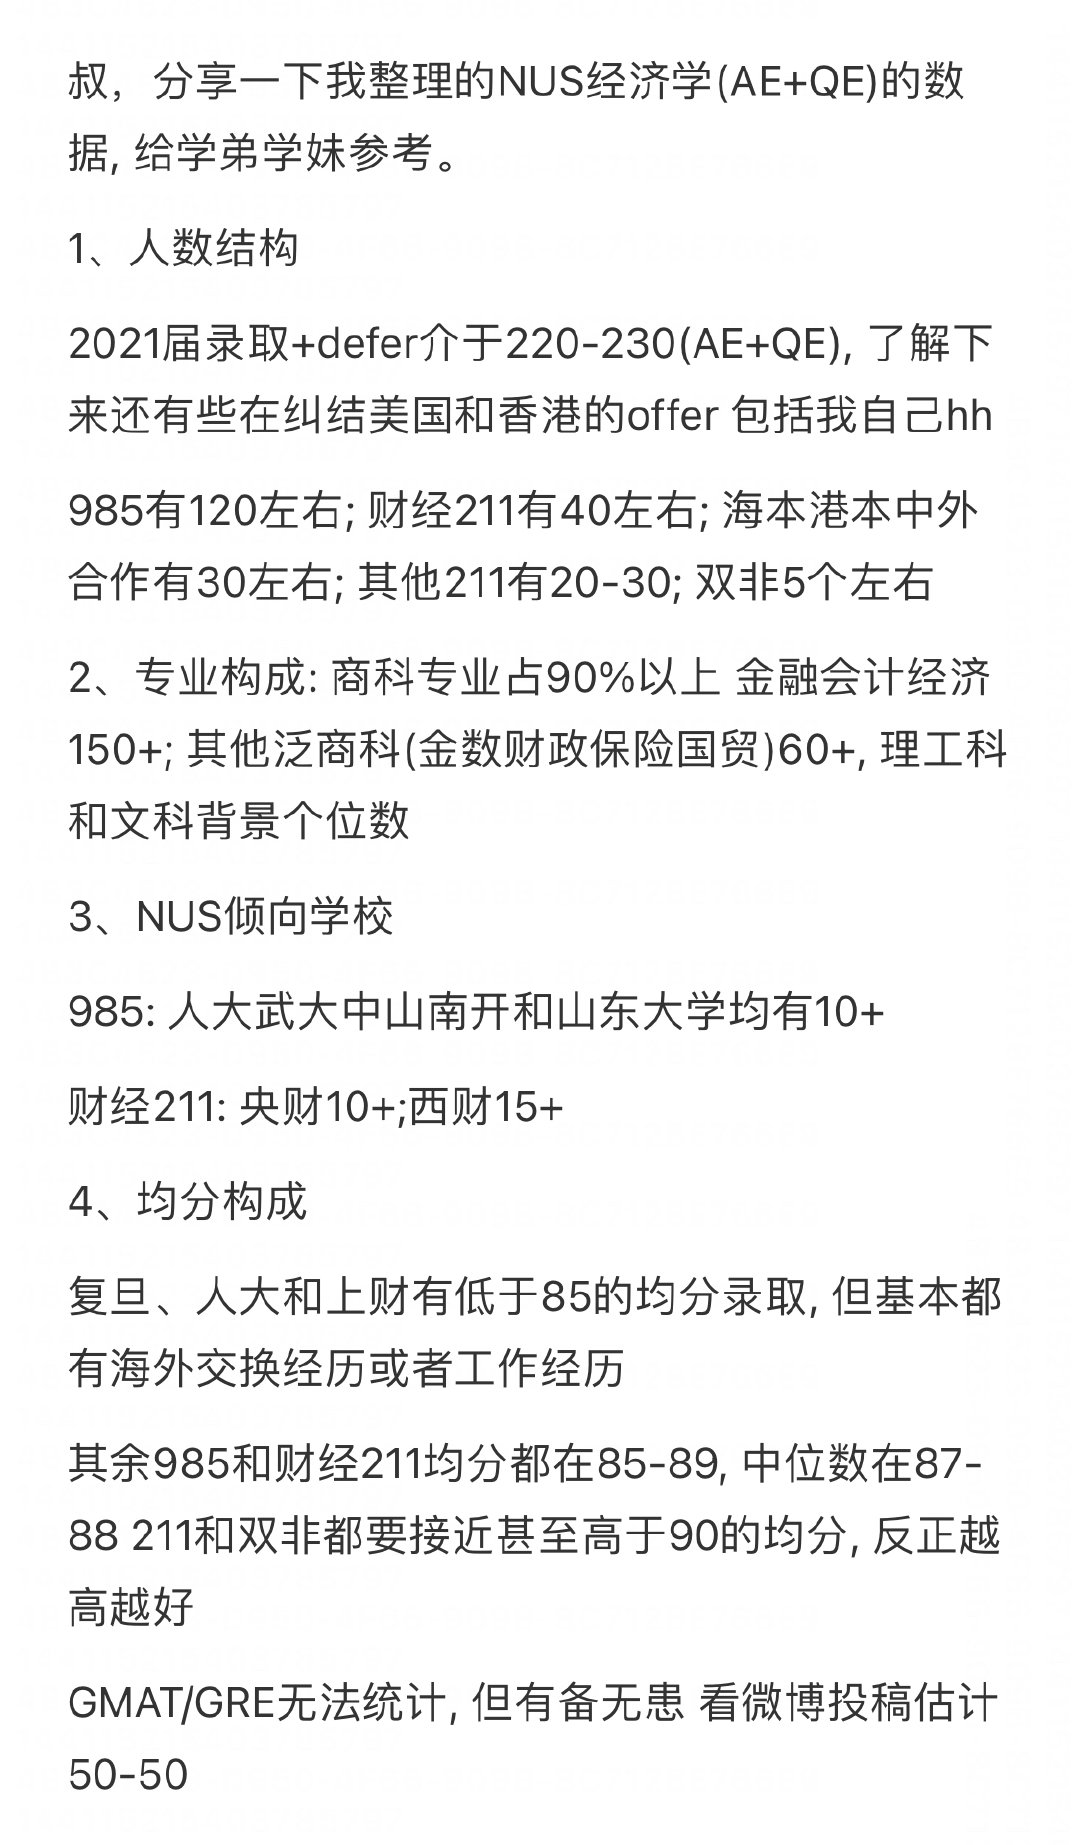 叔，分享一下我整理的NUS经济学(AE+QE)的数
据, 给学弟学妹参考。
1、人数结构
2021届录取+defer介于220-230(AE+QE), 了解下
来还有些在纠结美国和香港的offer 包括我自己hh
985有120左右; 财经211有40左右; 海本港本中外
合作有30左右; 其他211有20-30; 双非5个左右
2、专业构成: 商科专业占90%以上 金融会计经济
150+; 其他泛商科(金数财政保险国贸)60+, 理工科
和文科背景个位数
3、NUS倾向学校
985: 人大武大中山南开和山东大学均有10+
财经211: 央财10+;西财15+
4、均分构成
复旦、人大和上财有低于85的均分录取, 但基本都
有海外交换经历或者工作经历
其余985和财经211均分都在85-89, 中位数在87-
88 211和双非都要接近甚至高于90的均分, 反正越
高越好
GMAT/GRE无法统计, 但有备无患 看微博投稿估计
50-50